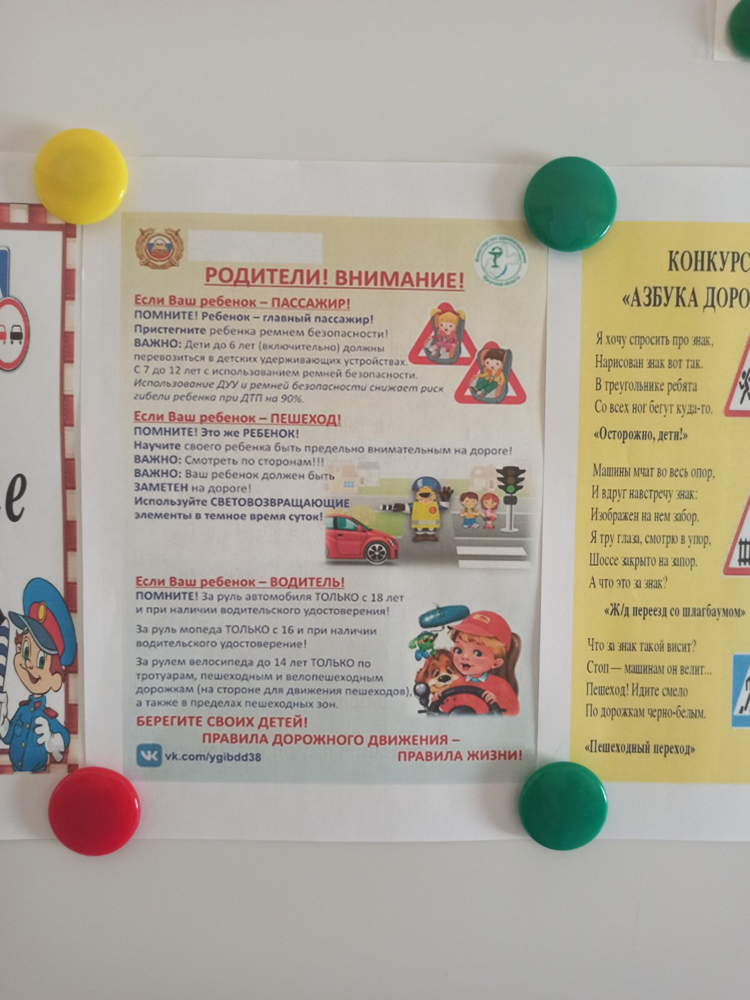 е
РОДИТЕЛИ! ВНИМАНИЕ!
Если Ваш ребенок – ПАССАЖИР!
ПОМНИТЕ! Ребенок – главный пассажир!
Пристегните ребенка ремнем безопасности!
ВАЖНО: Дети до 6 лет (включительно) должны
перевозиться в детских удерживающих устройствах.
С 7 до 12 лет с использованием ремней безопасности.
Использование ДУУ и ремней безопасности снижает риск
гибели ребенка при ДТП на 90%.
Если Ваш ребенок – ПЕШЕХОД!
ПОМНИТЕ! Это же РЕБЕНОК!
Научите своего ребенка быть предельно внимательным на дороге!
ВАЖНО: Смотреть по сторонам!!!
ВАЖНО: Ваш ребенок должен быть
ЗАМЕТЕН на дороге!
Используйте СВЕТОВОЗВРАЩАЮЩИЕ
элементы в темное время суток!
Если Ваш ребенок – ВОДИТЕЛЬ!
ПОМНИТЕ! За руль автомобиля ТОЛЬКО с 18 лет
и при наличии водительского удостоверения!
За руль мопеда ТОЛЬКО с 16 и при наличии
водительского удостоверение!
За рулем велосипеда до 14 лет ТОЛЬКО по
тротуарам, пешеходным и велопешеходным
дорожкам (на стороне для движения пешеходов),
а также в пределах пешеходных зон.
БЕРЕГИТЕ СВОИХ ДЕТЕЙ!
ПРАВИЛА ДОРОЖНОГО ДВИЖЕНИЯ –
ПРАВИЛА ЖИЗНИ!
vk.com/ygibdd38
КОНКУРС
«АЗБУКА ДОРО
Я хочу спросить про знак,
Нарисован знак вот так.
В треугольнике ребята
Со всех ног бегут куда-то.
«Осторожно, дети!»
Машины мчат во весь опор,
И вдруг навстречу знак:
Изображен на нем забор.
Я тру глаза, смотрю в упор,
Шоссе закрыто на запор.
А что это за знак?
«Ж/д переезд со шлагбаумом»
Что за знак такой висит?
Стоп — машинам он велит...
Пешеход! Идите смело
По дорожкам черно-белым.
«Пешеходный переход»